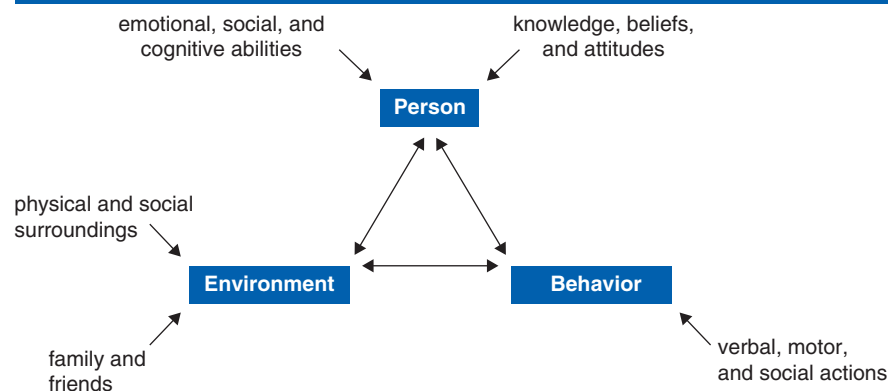 emotional, social, and
cognitive abilities
knowledge, beliefs,
and attitudes
Person
physical and social
surroundings
Environment
Behavior
family and
friends
verbal, motor,
and social actions